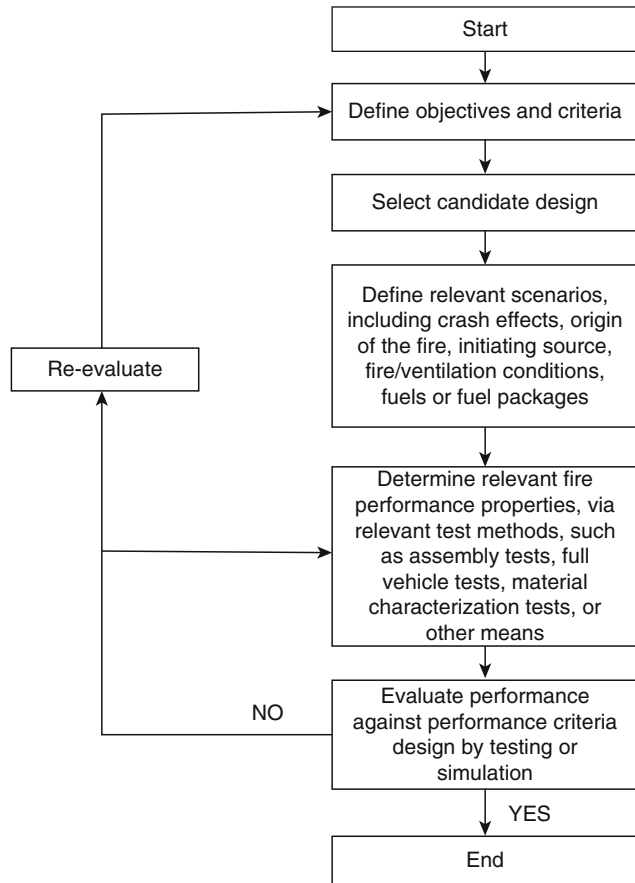 Start
Define objectives and criteria
Select candidate design
Define relevant scenarios,
including crash effects, origin
of the fire, initiating source,
fire/ventilation conditions,
fuels or fuel packages
Re-evaluate
Determine relevant fire
performance properties, via
relevant test methods, such
as assembly tests, full
vehicle tests, material
characterization tests, or
other means
NO
Evaluate performance
against performance criteria
design by testing or
simulation
YES
End